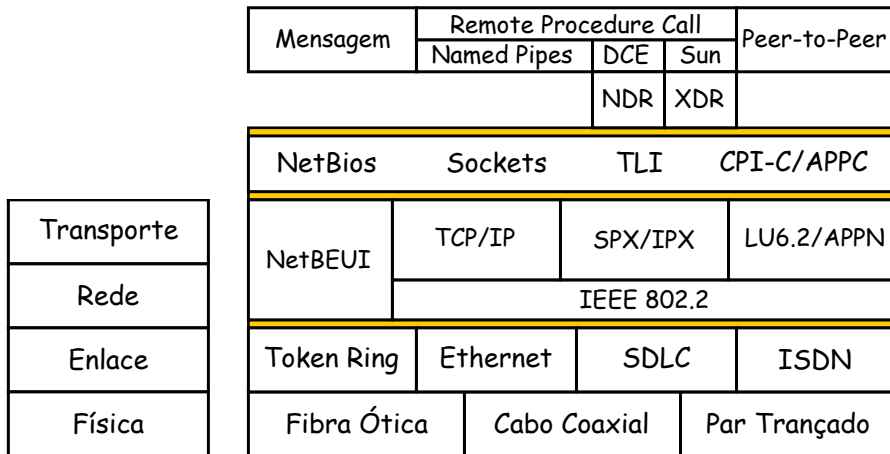 Mensagem Remote Procedure Call Peer-to-Peer
Named Pipes DCE Sun
NDR XDR
NetBios Sockets TLI CPI-C/APPC
Transporte NetBEUI TCP/IP SPX/IPX LU6.2/APPN
Rede IEEE 802.2
Enlace Token Ring Ethernet SDLC ISDN
Física Fibra Ótica Cabo Coaxial Par Trançado